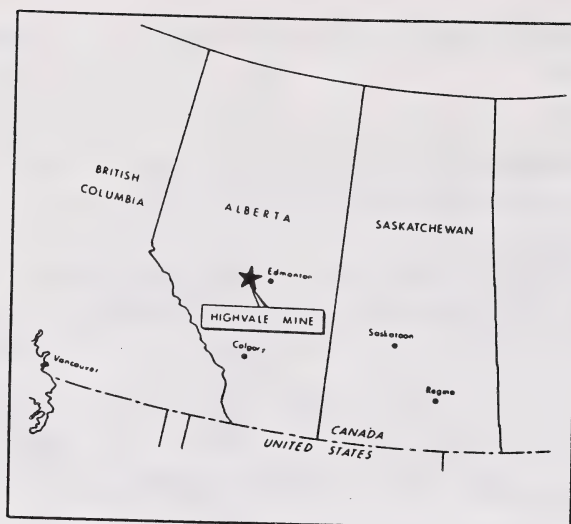 BRITISH
COLUMBIA
ALBERTA
SASKATCHEWAN
Edmonton
HIGHVALE MINE
Saskatoon
Calgary
Vancouver
Regina
CANADA
UNITED STATES